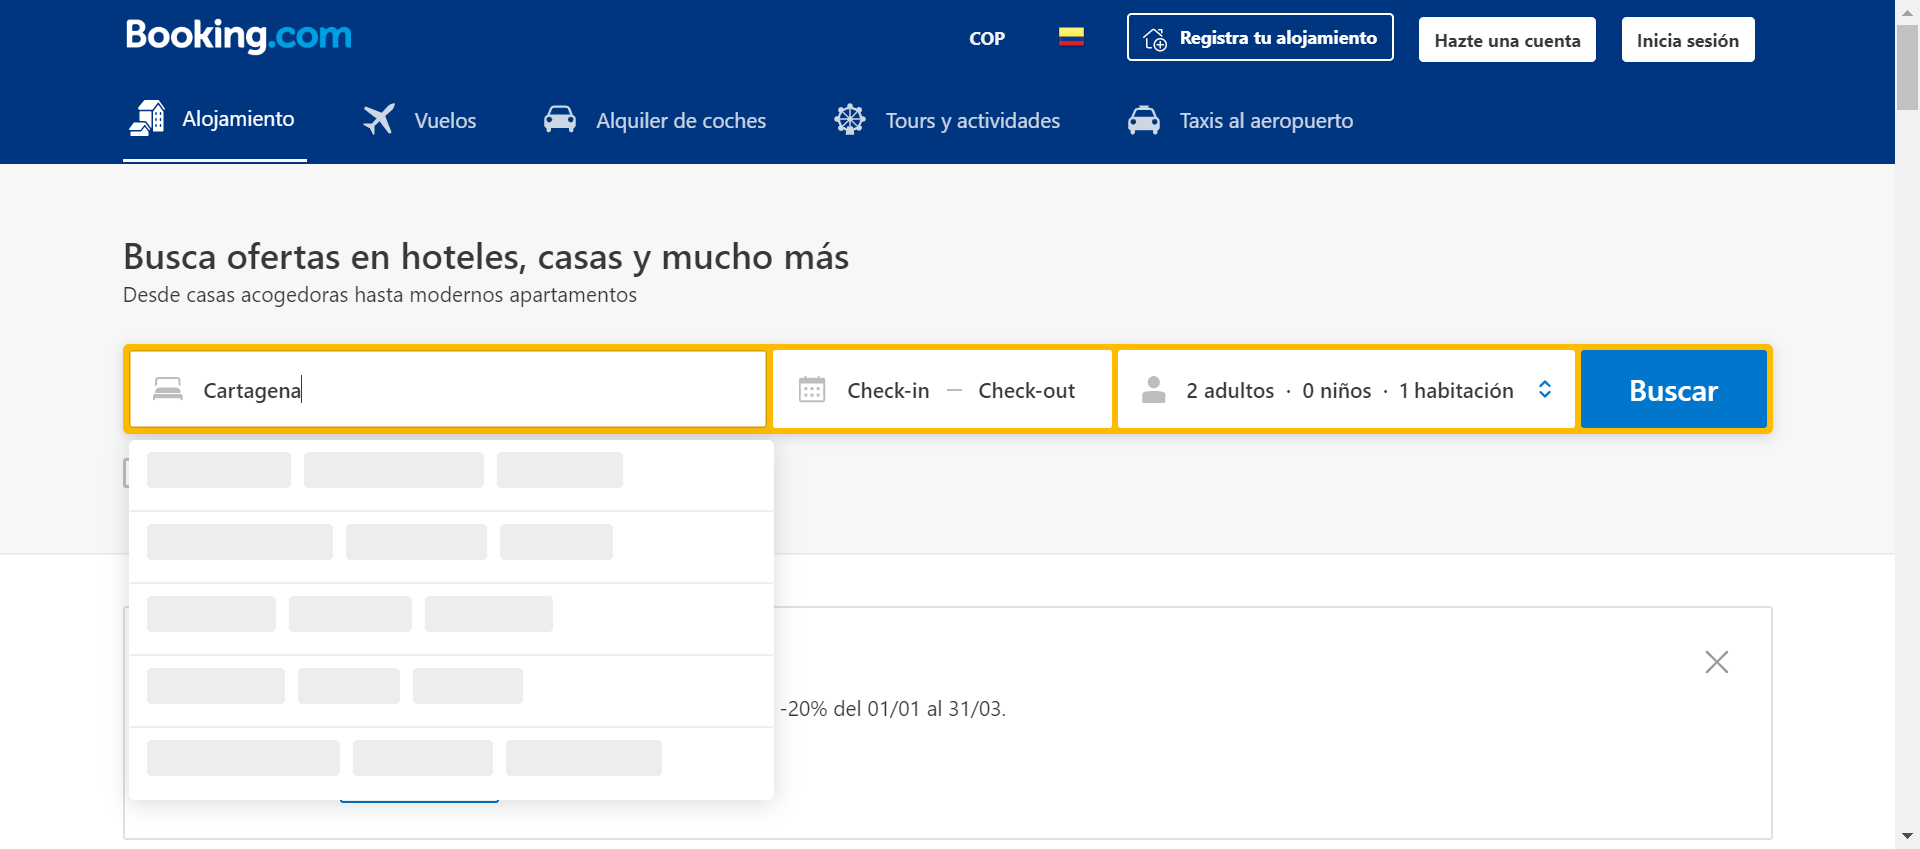 Booking.com
COP
Registra tu alojamiento
Hazte una cuenta
Inicia sesión
Alojamiento
Vuelos
Alquiler de coches
Tours y actividades
Taxis al aeropuerto
Busca ofertas en hoteles, casas y mucho más
Desde casas acogedoras hasta modernos apartamentos
Cartagena
Check-in — Check-out
2 adultos · 0 niños · 1 habitación
Buscar
-20% del 01/01 al 31/03.